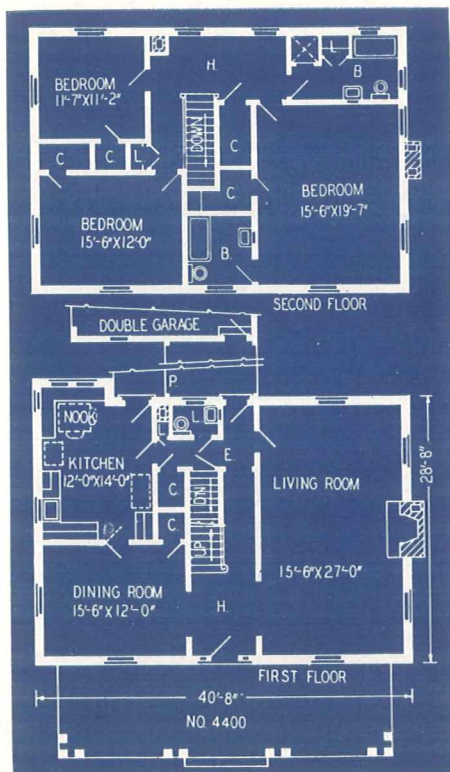 H.
L.
B.
BEDROOM
11'-7"X11'-2"
DOWN
C.
C.
C.
L.
C.
BEDROOM
15'-6"X19'-7"
BEDROOM
15'-6"X12'-0"
B.
SECOND FLOOR
DOUBLE GARAGE
P.
NOOK
L.
L.
KITCHEN
12'-0"X14'-0"
E.
C.
DN
LIVING ROOM
28'-8"
C.
UP
15'-6"X27'-0"
DINING ROOM
15'-6"X12'-0"
H.
FIRST FLOOR
40'-8"
NO. 4400